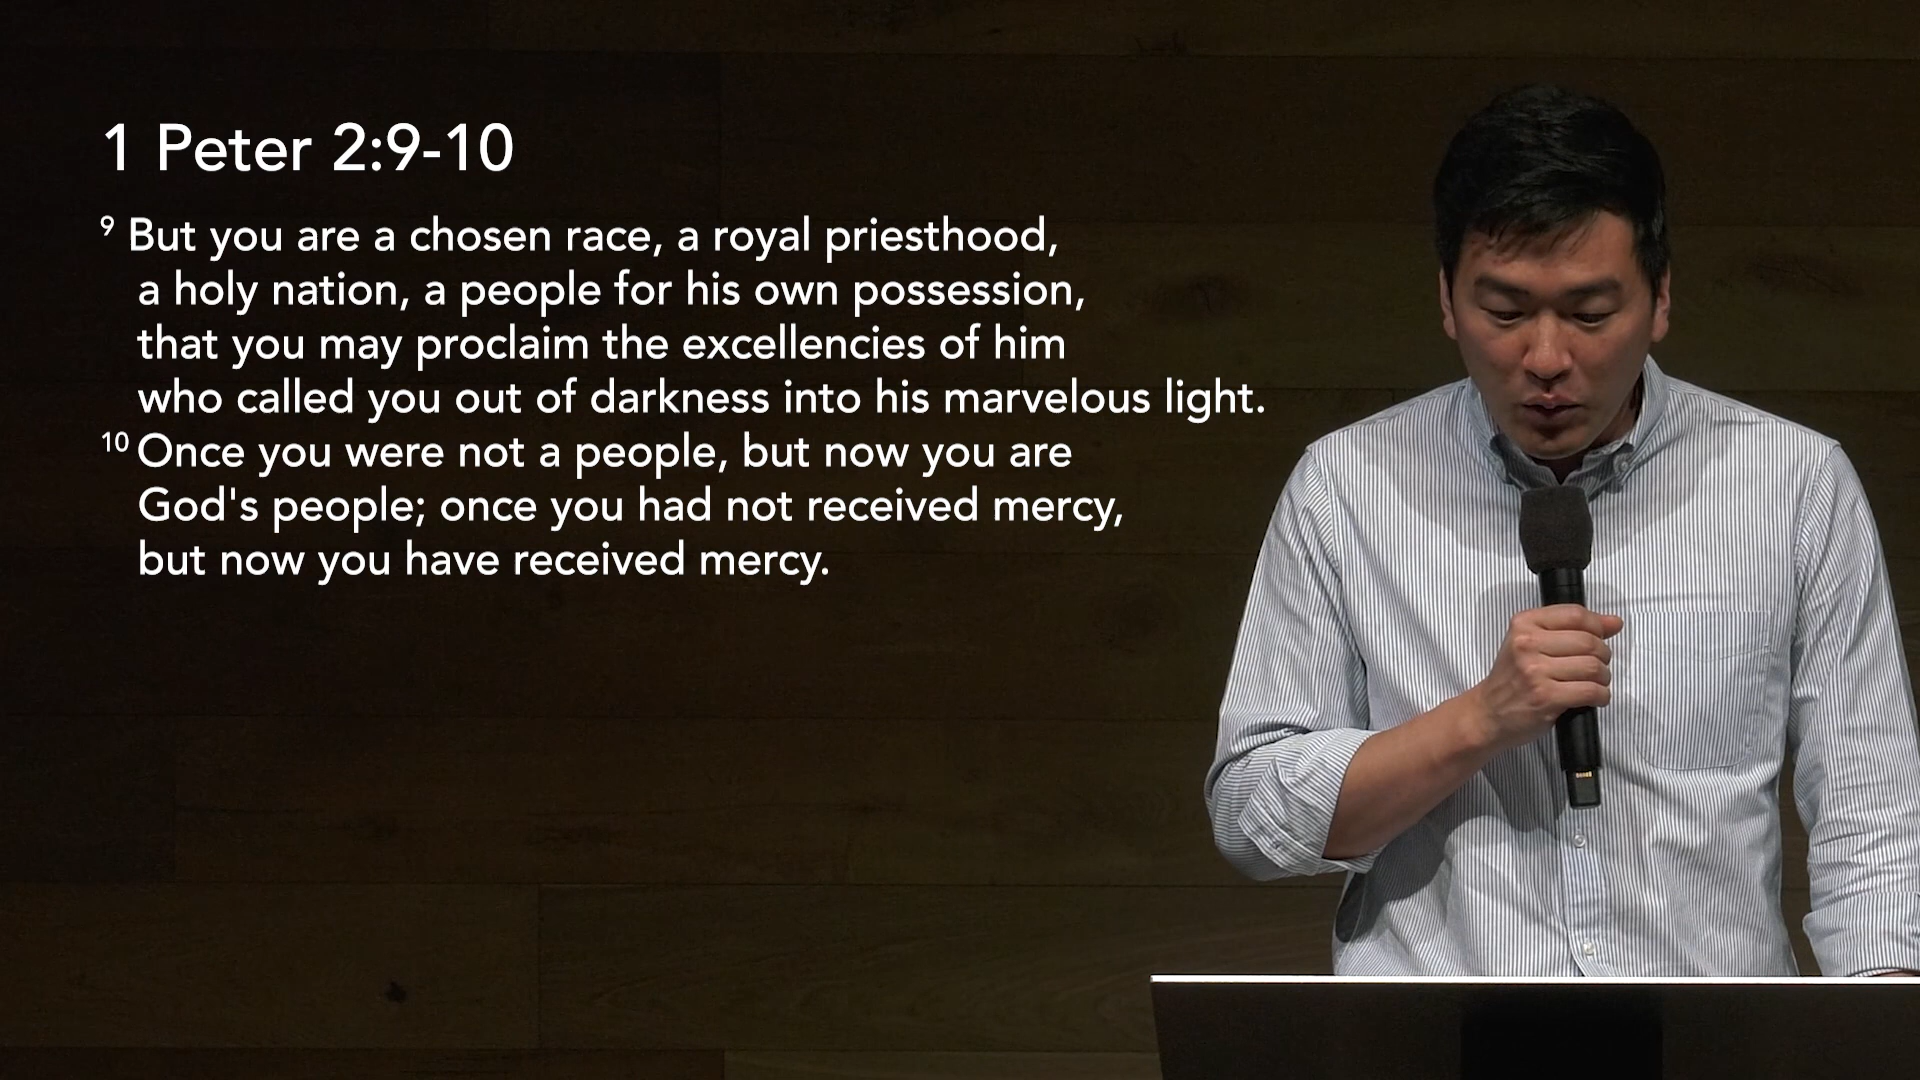 1 Peter 2:9-10
9 But you are a chosen race, a royal priesthood,
a holy nation, a people for his own possession,
that you may proclaim the excellencies of him
who called you out of darkness into his marvelous light.
10 Once you were not a people, but now you are
God's people; once you had not received mercy,
but now you have received mercy.